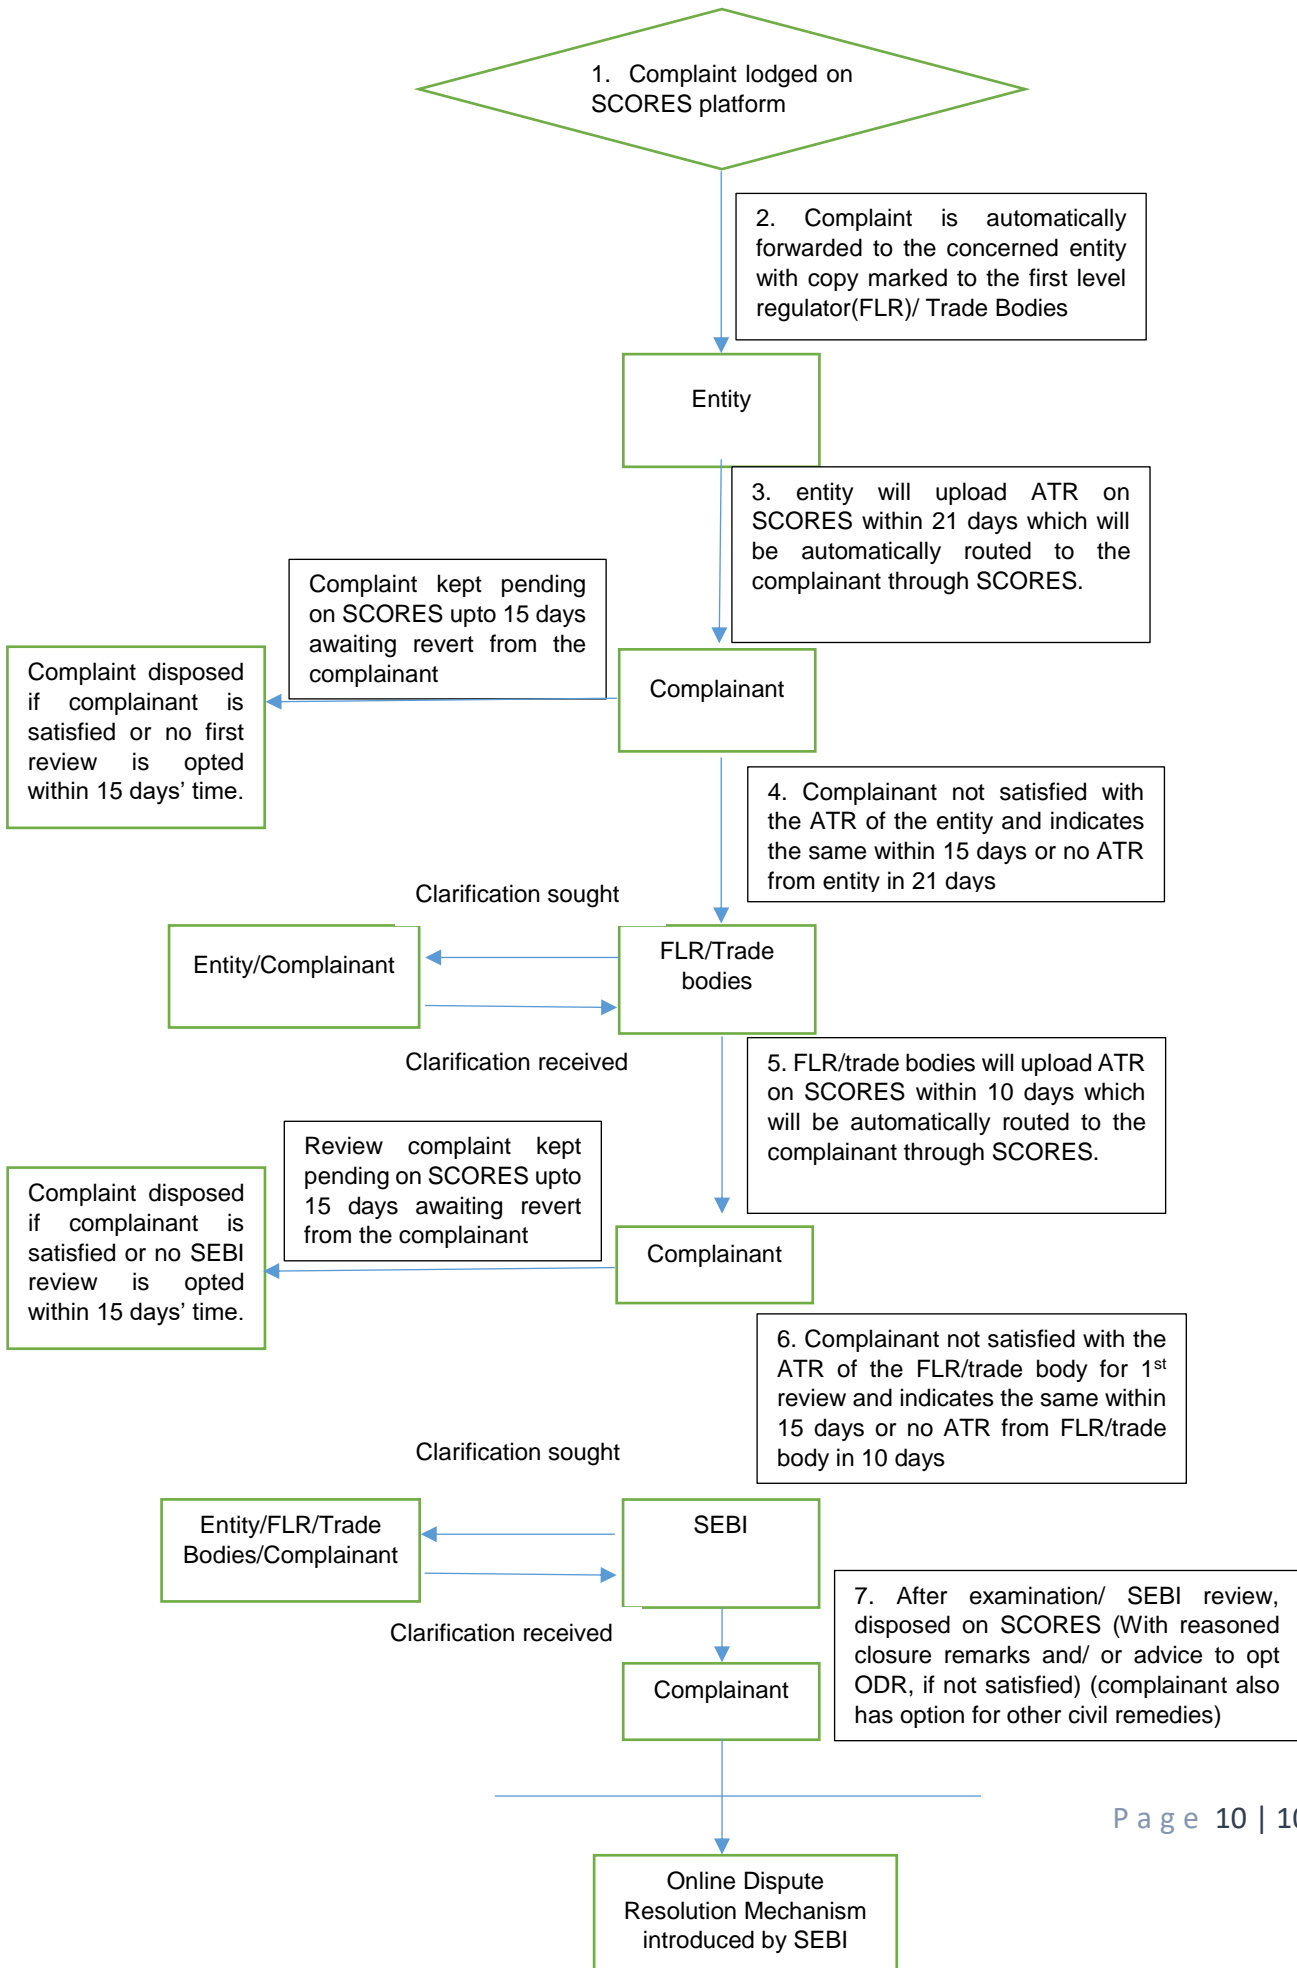 1. Complaint lodged on
SCORES platform
2. Complaint is automatically
forwarded to the concerned entity
with copy marked to the first level
regulator(FLR)/ Trade Bodies
Entity
3. entity will upload ATR on
SCORES within 21 days which will
be automatically routed to the
complainant through SCORES.
Complaint kept pending
on SCORES upto 15 days
awaiting revert from the
complainant
Complaint disposed
if complainant is
satisfied or no first
review is opted
within 15 days’ time.
Complainant
4. Complainant not satisfied with
the ATR of the entity and indicates
the same within 15 days or no ATR
from entity in 21 days
Clarification sought
Entity/Complainant
FLR/Trade
bodies
Clarification received
5. FLR/trade bodies will upload ATR
on SCORES within 10 days which
will be automatically routed to the
complainant through SCORES.
Review complaint kept
pending on SCORES upto
15 days awaiting revert
from the complainant
Complaint disposed
if complainant is
satisfied or no SEBI
review is opted
within 15 days’ time.
Complainant
6. Complainant not satisfied with the
ATR of the FLR/trade body for 1st
review and indicates the same within
15 days or no ATR from FLR/trade
body in 10 days
Clarification sought
Entity/FLR/Trade
Bodies/Complainant
SEBI
Clarification received
7. After examination/ SEBI review,
disposed on SCORES (With reasoned
closure remarks and/ or advice to opt
ODR, if not satisfied) (complainant also
has option for other civil remedies)
Complainant
Page 10 | 10
Online Dispute
Resolution Mechanism
introduced by SEBI